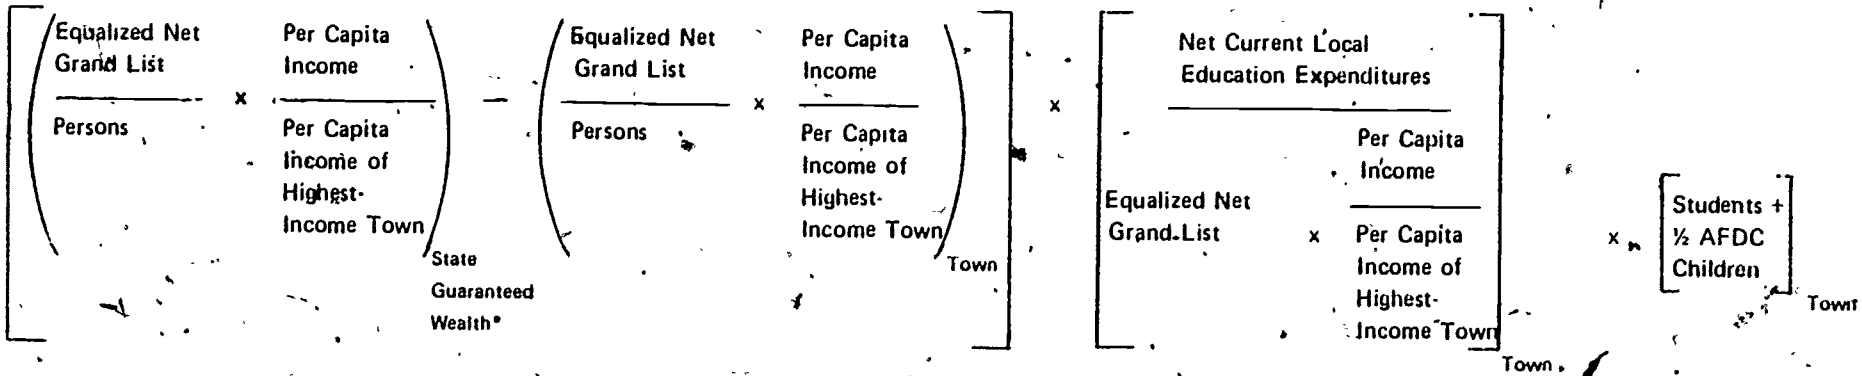 Equalized Net
Grand List
Persons
x
Per Capita
Income
Per Capita
Income of
Highest-
Income Town
State
Guaranteed
Wealth*
—
Equalized Net
Grand List
Persons
x
Per Capita
Income
Per Capita
Income of
Highest-
Income Town
Town
x
Net Current Local
Education Expenditures
Equalized Net
Grand List
x
Per Capita
Income
Per Capita
Income of
Highest-
Income Town
Town
x
Students +
½ AFDC
Children
Town